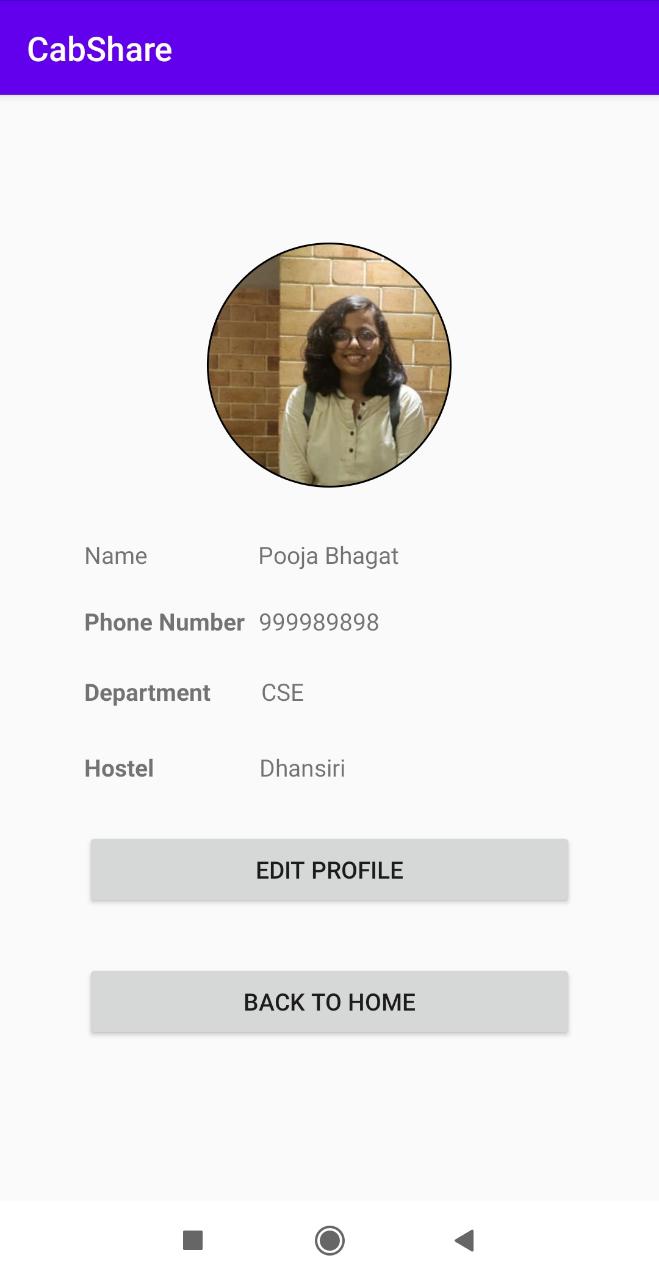 CabShare
Name Pooja Bhagat
Phone Number 999989898
Department CSE
Hostel Dhansiri
EDIT PROFILE
BACK TO HOME